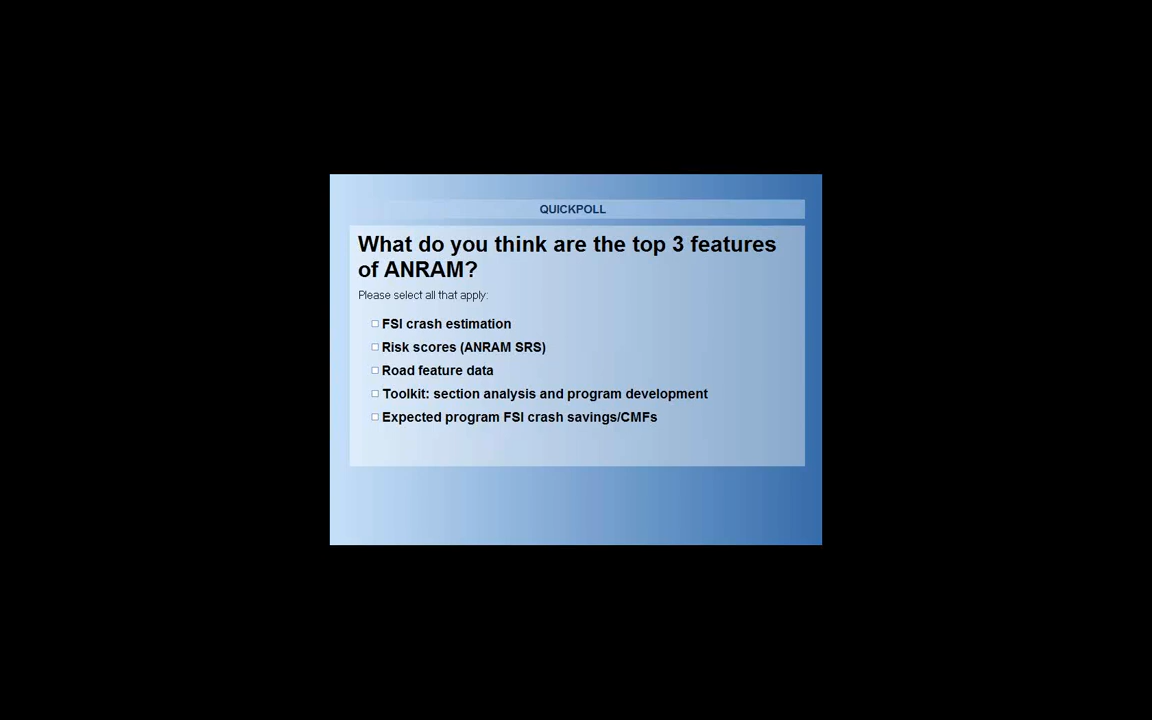 QUICKPOLL
What do you think are the top 3 features
of ANRAM?
Please select all that apply:
FSI crash estimation
Risk scores (ANRAM SRS)
Road feature data
Toolkit: section analysis and program development
Expected program FSI crash savings/CMFs